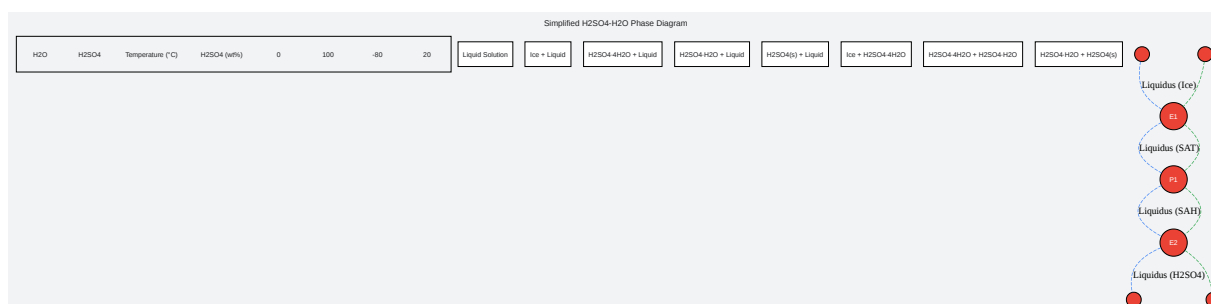 Simplified H2SO4-H2O Phase Diagram
H2O
H2SO4
Temperature (°C)
H2SO4 (wt%)
0
100
-80
20
Liquid Solution
Ice + Liquid
H2SO4·4H2O + Liquid
H2SO4·H2O + Liquid
H2SO4(s) + Liquid
Ice + H2SO4·4H2O
H2SO4·4H2O + H2SO4·H2O
H2SO4·H2O + H2SO4(s)
Liquidus (Ice)
E1
Liquidus (SAT)
P1
Liquidus (SAH)
E2
Liquidus (H2SO4)